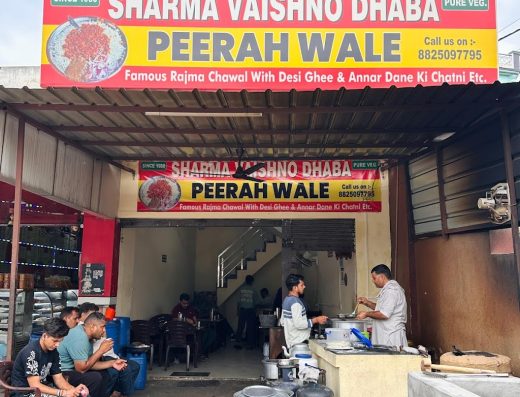 SINCE 1986
SHARMA VAISHNO DHABA
PURE VEG.
PEERAH WALE
Call us on :-
8825097795
Famous Rajma Chawal With Desi Ghee & Annar Dane Ki Chatni Etc.
SHARMA VAISHNO DHABA
PURE VEG.
PEERAH WALE
Call us on :-
8825097795
Famous Rajma Chawal With Desi Ghee & Annar Dane Ki Chatni Etc.